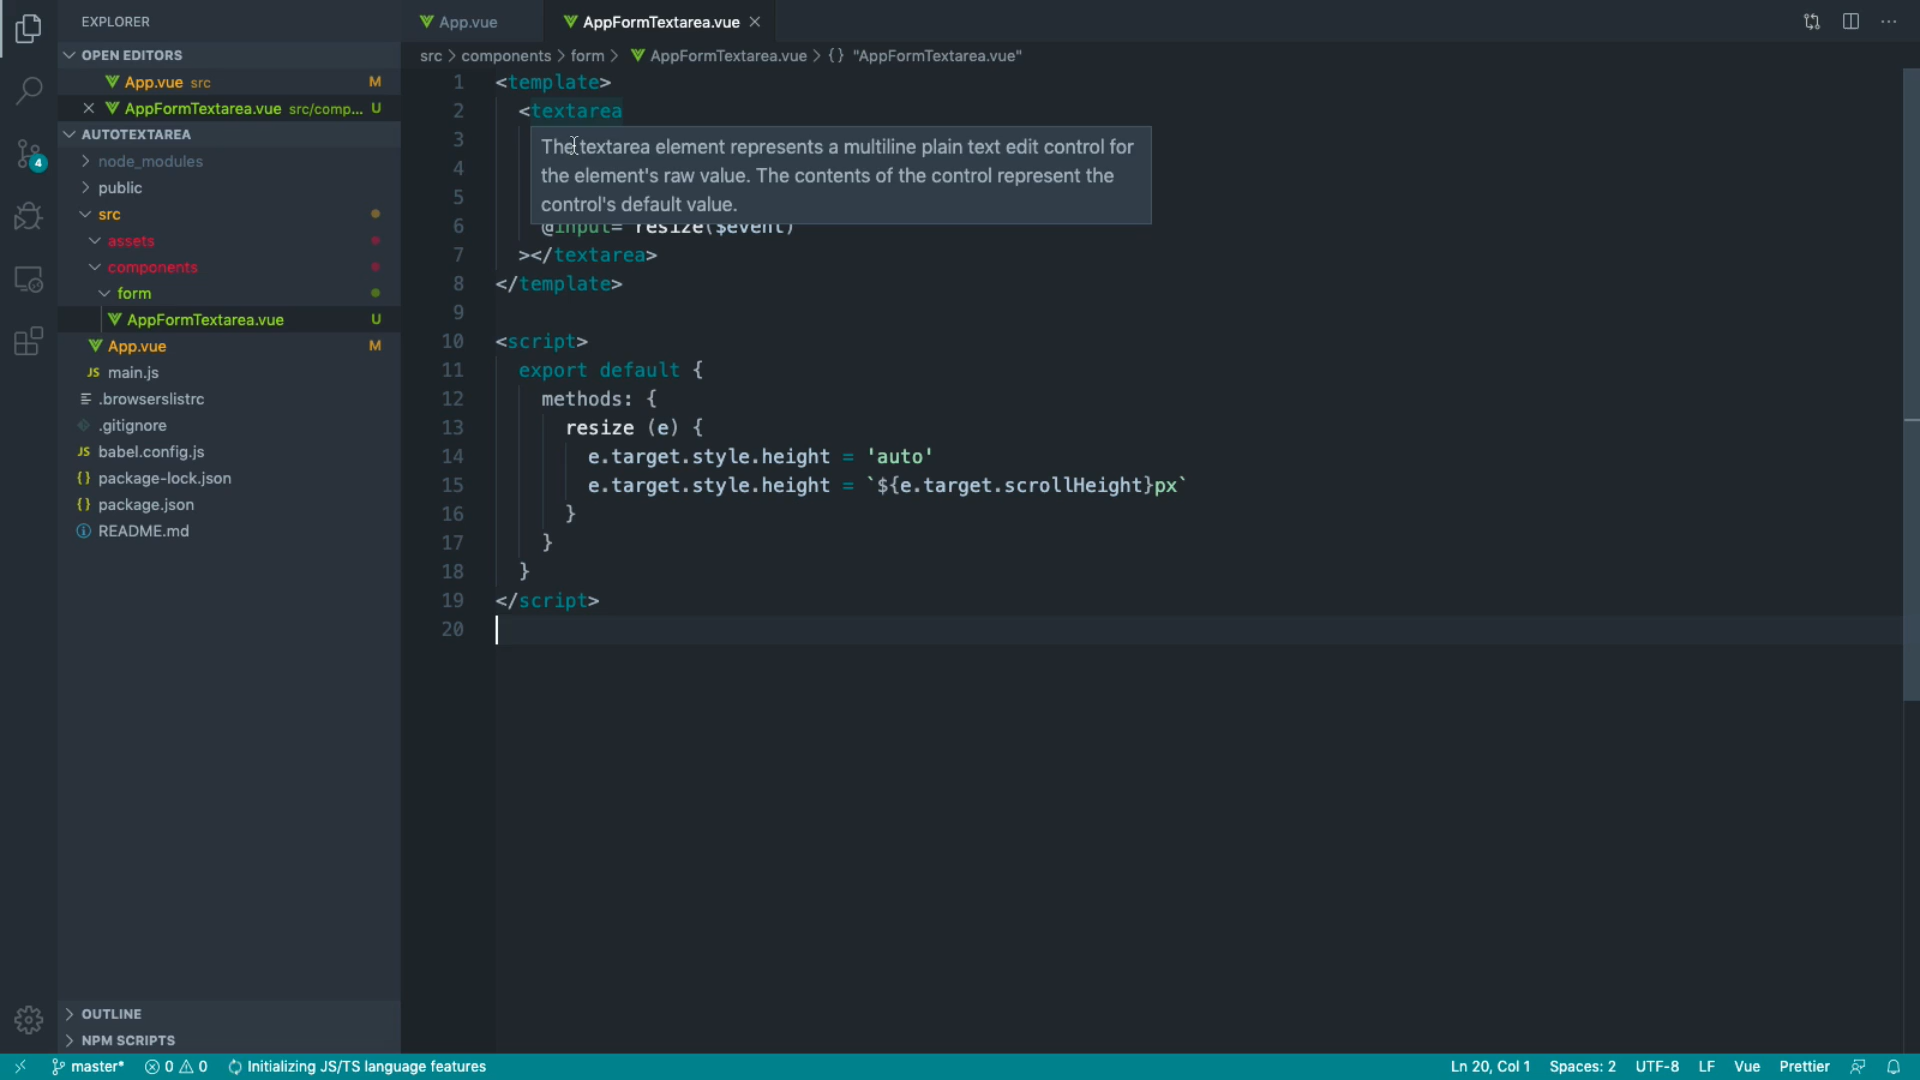 EXPLORER
App.vue
AppFormTextarea.vue
OPEN EDITORS
App.vue src M
AppFormTextarea.vue src/comp... U
AUTOTEXTAREA
node_modules
public
src
assets
components
form
AppFormTextarea.vue U
App.vue M
JS main.js
.browserslistrc
.gitignore
JS babel.config.js
{} package-lock.json
{} package.json
README.md
OUTLINE
NPM SCRIPTS
4
src > components > form > AppFormTextarea.vue > {} "AppFormTextarea.vue"
1 <template>
2 <textarea
3
The textarea element represents a multiline plain text edit control for
4
the element's raw value. The contents of the control represent the
5
control's default value.
6 @input= resize($event)
7 ></textarea>
8 </template>
9
10 <script>
11 export default {
12 methods: {
13 resize (e) {
14 e.target.style.height = 'auto'
15 e.target.style.height = `${e.target.scrollHeight}px`
16 }
17 }
18 }
19 </script>
20
master* 0 0 Initializing JS/TS language features
Ln 20, Col 1 Spaces: 2 UTF-8 LF Vue Prettier